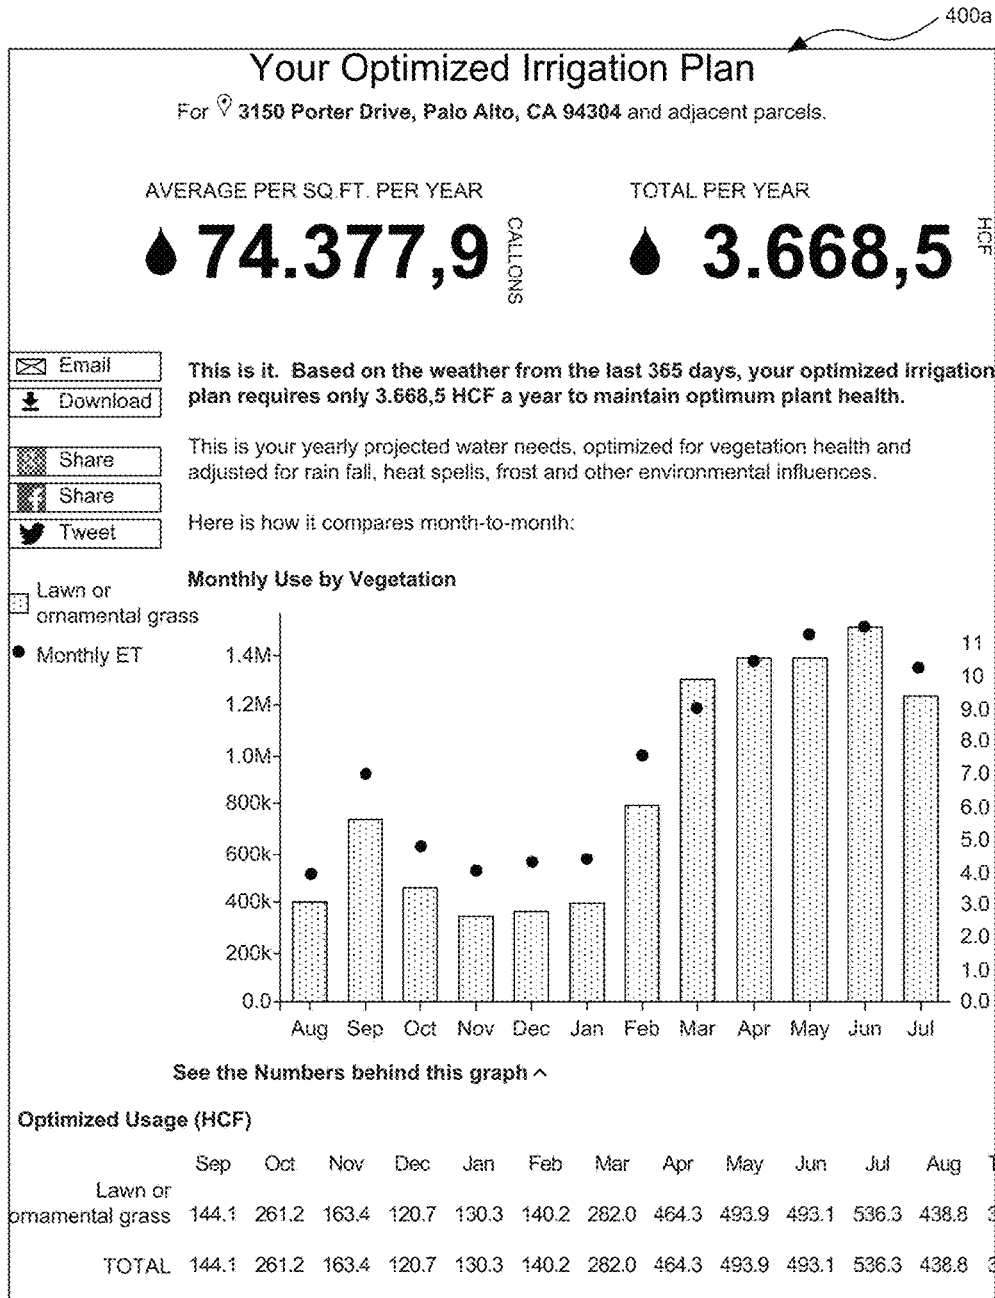 400a
Your Optimized Irrigation Plan
For 3150 Porter Drive, Palo Alto, CA 94304 and adjacent parcels.
AVERAGE PER SQ.FT. PER YEAR
74.377,9
CALLONS
TOTAL PER YEAR
3.668,5
HCF
Email
Download
Share
Share
Tweet
This is it. Based on the weather from the last 365 days, your optimized irrigation
plan requires only 3.668,5 HCF a year to maintain optimum plant health.
This is your yearly projected water needs, optimized for vegetation health and
adjusted for rain fall, heat spells, frost and other environmental influences.
Here is how it compares month-to-month:
Monthly Use by Vegetation
Lawn or
ornamental grass
Monthly ET
1.4M
1.2M
1.0M
800k
600k
400k
200k
0.0
11
10
9.0
8.0
7.0
6.0
5.0
4.0
3.0
2.0
1.0
0.0
Aug Sep Oct Nov Dec Jan Feb Mar Apr May Jun Jul
See the Numbers behind this graph ^
Optimized Usage (HCF)
Sep Oct Nov Dec Jan Feb Mar Apr May Jun Jul Aug
Lawn or
ornamental grass 144.1 261.2 163.4 120.7 130.3 140.2 282.0 464.3 493.9 493.1 536.3 438.8
TOTAL 144.1 261.2 163.4 120.7 130.3 140.2 282.0 464.3 493.9 493.1 536.3 438.8